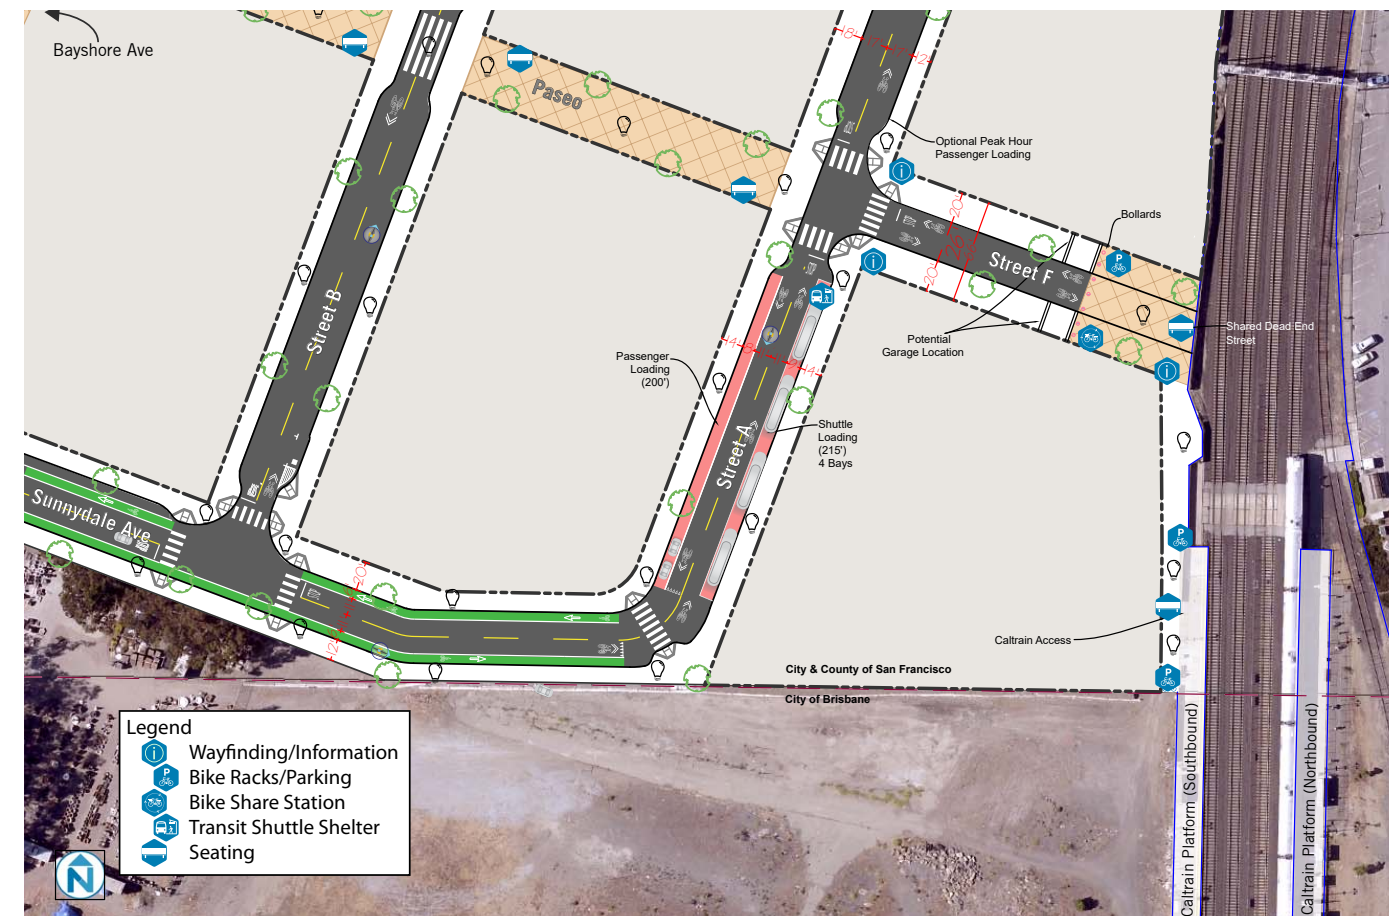 Bayshore Ave
Paseo
Optional Peak Hour
Passenger Loading
Bollards
Street B
Street F
Potential
Garage Location
Shared Dead End
Street
Passenger
Loading
(200')
Shuttle
Loading
(215')
4 Bays
Street A
Sunnydale Ave
Caltrain Access
City & County of San Francisco
City of Brisbane
Caltrain Platform (Southbound)
Caltrain Platform (Northbound)
Legend
Wayfinding/Information
Bike Racks/Parking
Bike Share Station
Transit Shuttle Shelter
Seating
N